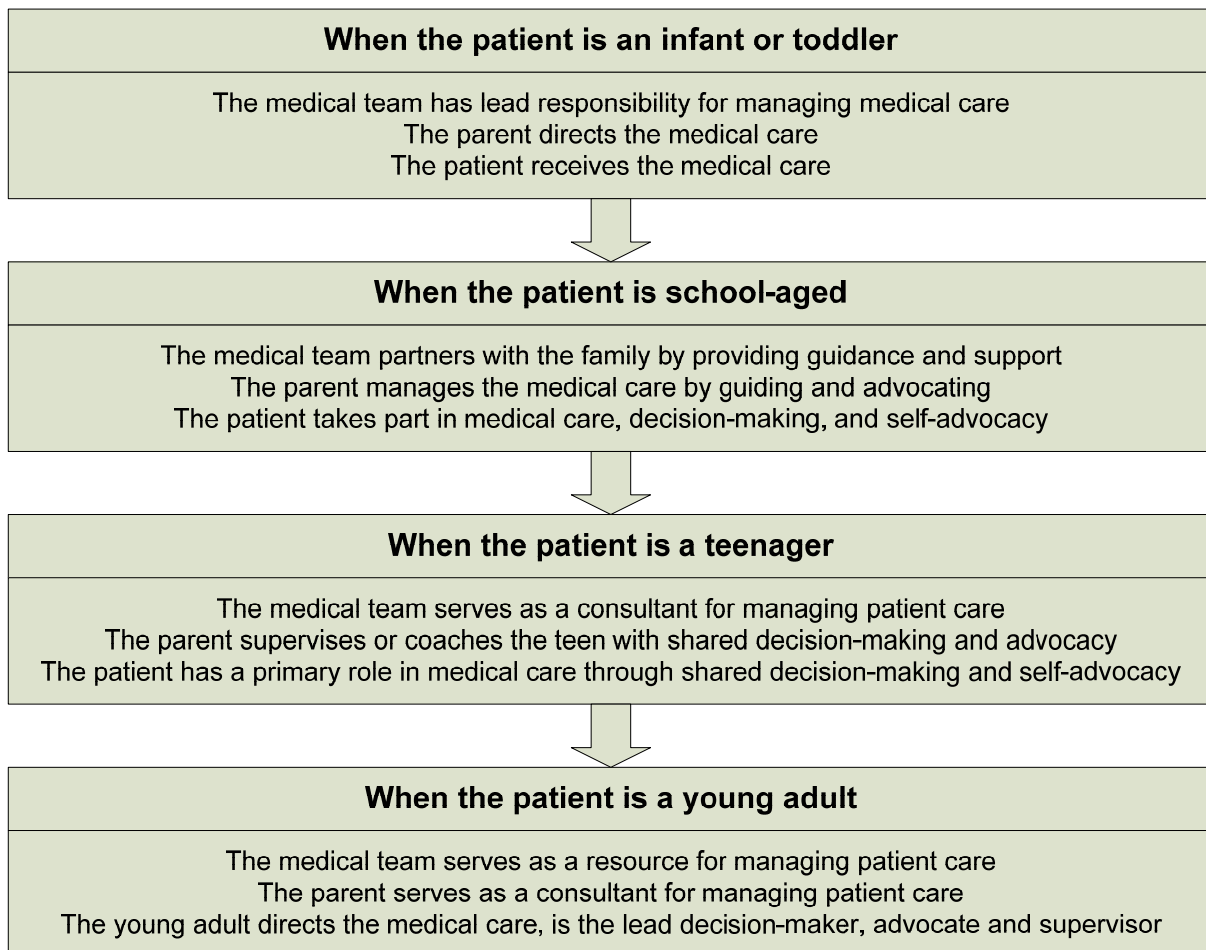 When the patient is an infant or toddler
The medical team has lead responsibility for managing medical care
The parent directs the medical care
The patient receives the medical care
When the patient is school-aged
The medical team partners with the family by providing guidance and support
The parent manages the medical care by guiding and advocating
The patient takes part in medical care, decision-making, and self-advocacy
When the patient is a teenager
The medical team serves as a consultant for managing patient care
The parent supervises or coaches the teen with shared decision-making and advocacy
The patient has a primary role in medical care through shared decision-making and self-advocacy
When the patient is a young adult
The medical team serves as a resource for managing patient care
The parent serves as a consultant for managing patient care
The young adult directs the medical care, is the lead decision-maker, advocate and supervisor